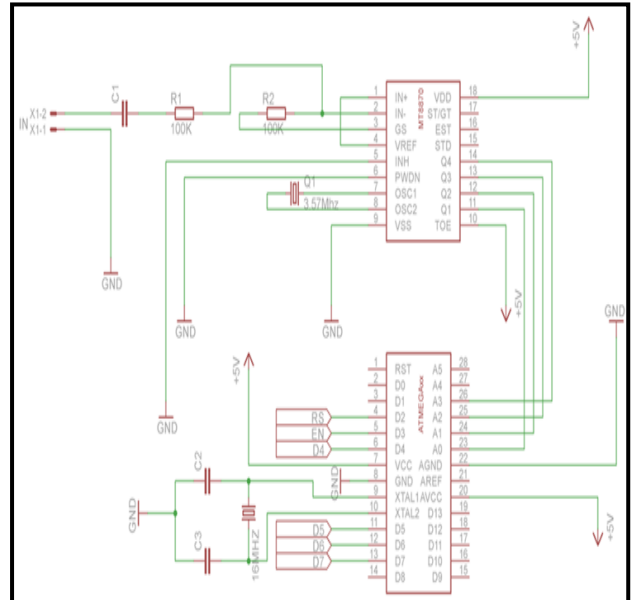 +5V
C1
R1
100K
R2
100K
IN
X1-2
X1-1
GND
MT8870
1 IN+ VDD 18
2 IN- ST/GT 17
3 GS EST 16
4 VREF STD 15
5 INH Q4 14
6 PWDN Q3 13
7 OSC1 Q2 12
8 OSC2 Q1 11
9 VSS TOE 10
Q1
3.57Mhz
GND
GND
GND
+5V
GND
+5V
ATMEGAxx
1 RST A5 28
2 D0 A4 27
3 D1 A3 26
RS 4 D2 A2 25
EN 5 D3 A1 24
D4 6 D4 A0 23
7 VCC AGND 22
GND 8 GND AREF 21
9 XTAL1 AVCC 20
10 XTAL2 D13 19
D5 11 D5 D12 18
D6 12 D6 D11 17
D7 13 D7 D10 16
14 D8 D9 15
C2
GND
C3
16MHZ
+5V